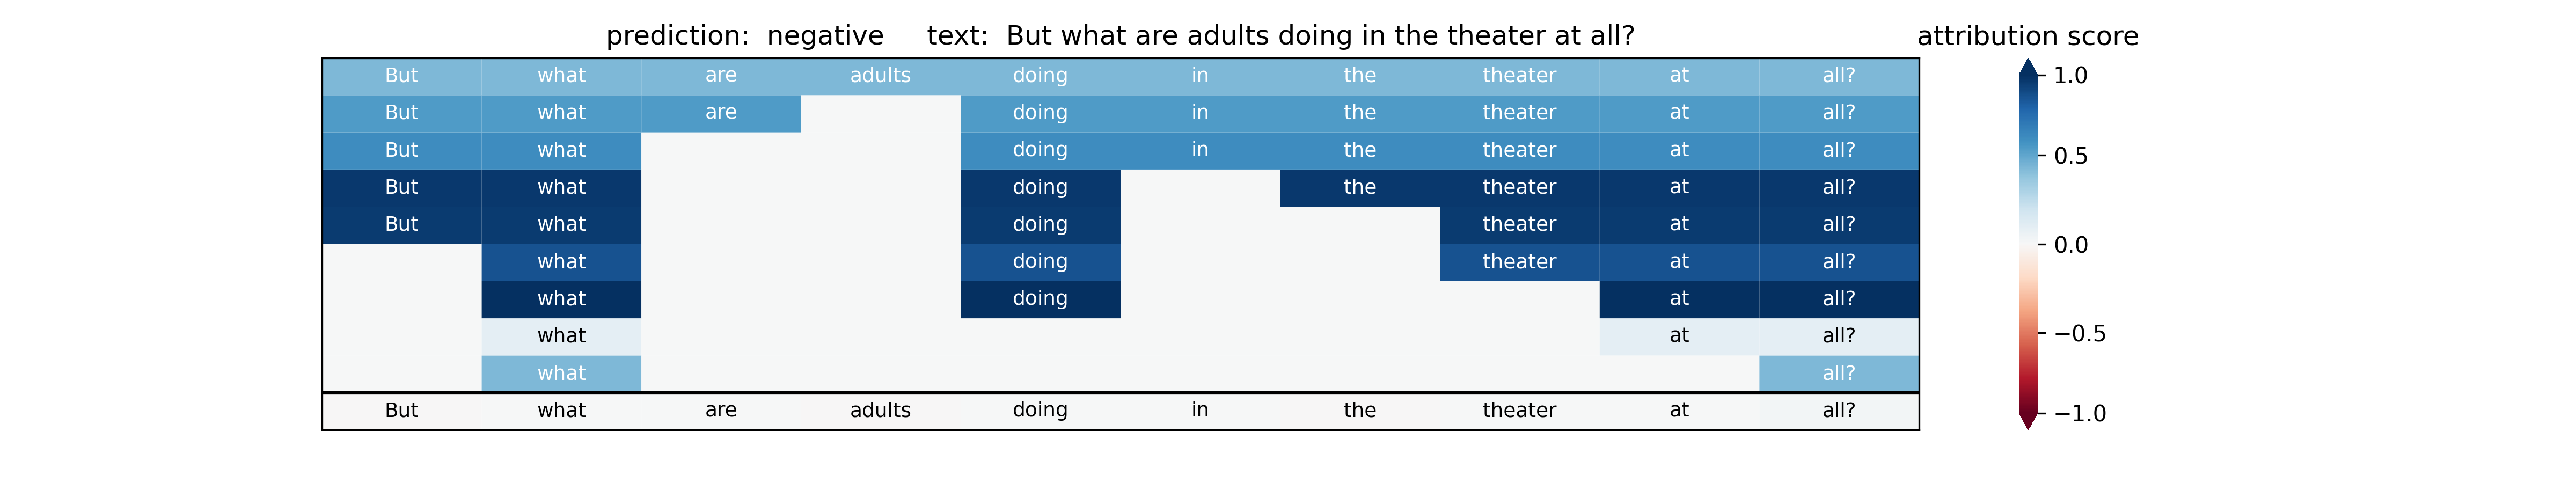 prediction:  negative     text:  But what are adults doing in the theater at all?
attribution score
But what are adults doing in the theater at all?
But what are doing in the theater at all?
But what doing in the theater at all?
But what doing the theater at all?
But what doing theater at all?
what doing theater at all?
what doing at all?
what at all?
what all?
But what are adults doing in the theater at all?
1.0
0.5
0.0
−0.5
−1.0